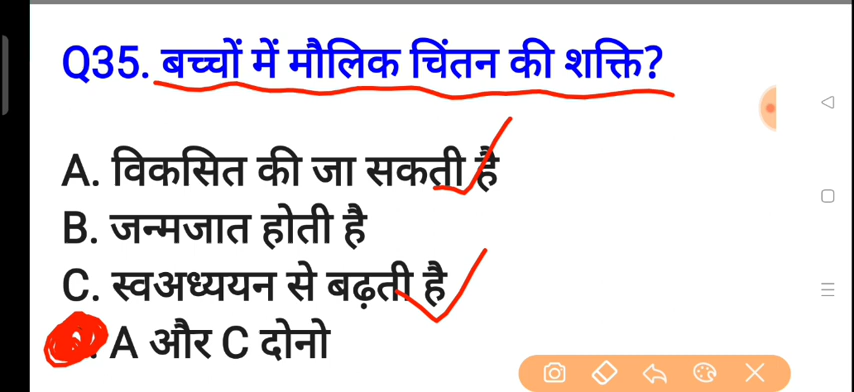 Q35. बच्चों में मौलिक चिंतन की शक्ति?
A. विकसित की जा सकती है
B. जन्मजात होती है
C. स्वअध्ययन से बढ़ती है
A और C दोनो